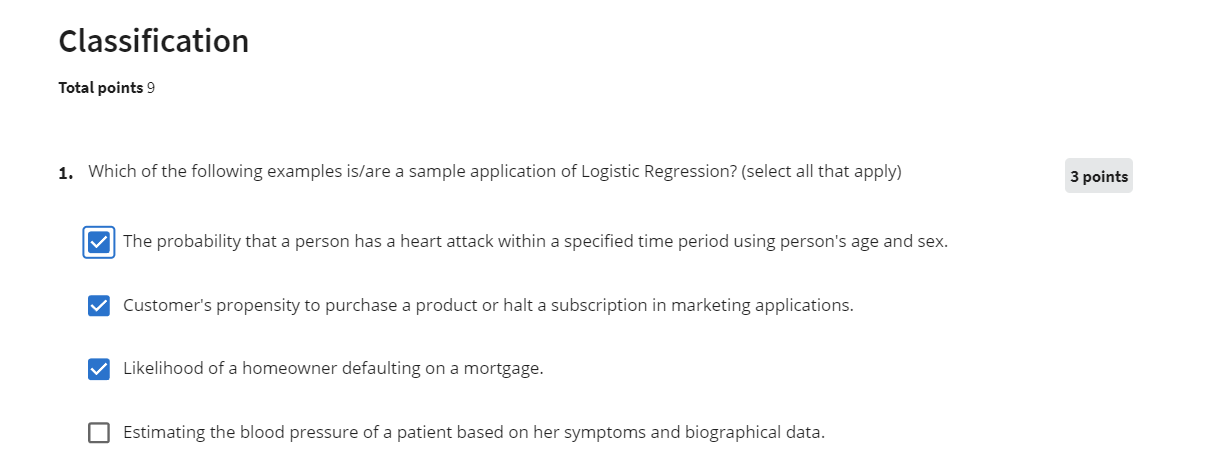 Classification
Total points 9
1. Which of the following examples is/are a sample application of Logistic Regression? (select all that apply)
3 points
The probability that a person has a heart attack within a specified time period using person's age and sex.
Customer's propensity to purchase a product or halt a subscription in marketing applications.
Likelihood of a homeowner defaulting on a mortgage.
Estimating the blood pressure of a patient based on her symptoms and biographical data.